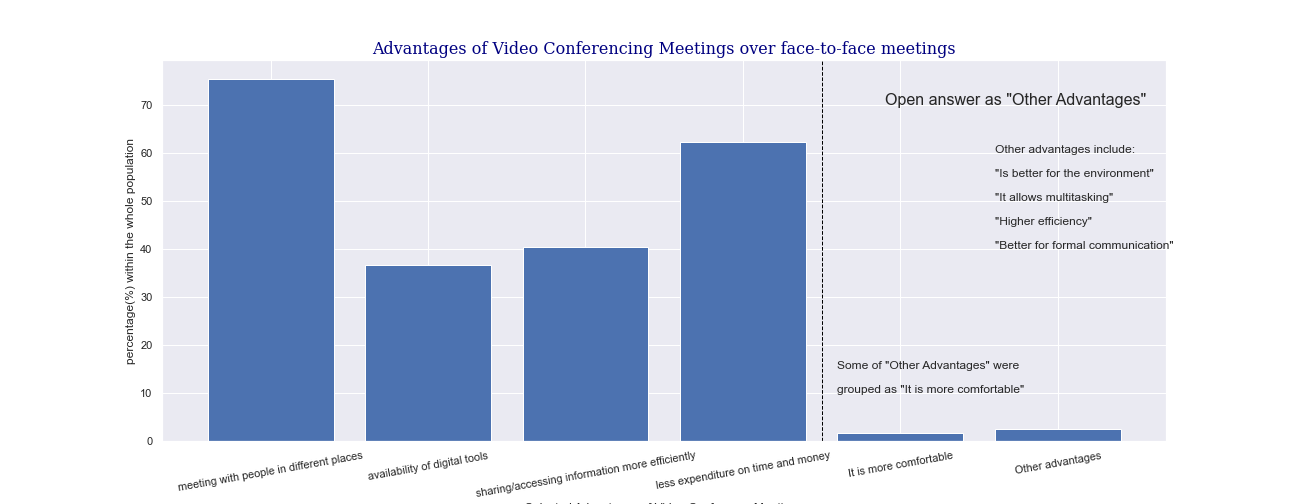 Advantages of Video Conferencing Meetings over face-to-face meetings
percentage(%) within the whole population
70
60
50
40
30
20
10
0
Open answer as "Other Advantages"
Other advantages include:
"Is better for the environment"
"It allows multitasking"
"Higher efficiency"
"Better for formal communication"
Some of "Other Advantages" were
grouped as "It is more comfortable"
meeting with people in different places
availability of digital tools
sharing/accessing information more efficiently
less expenditure on time and money
It is more comfortable
Other advantages